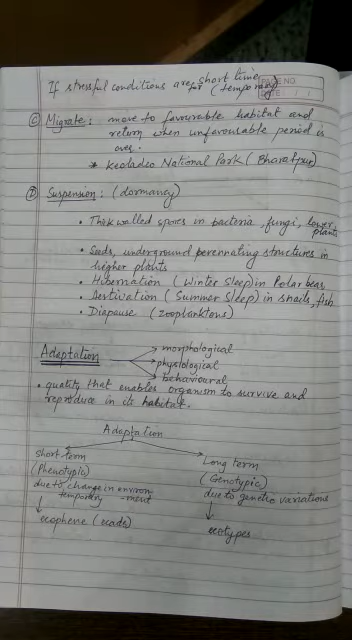 If stressful conditions are for short time
(temporary)
PAGE NO.
DATE: / /
Ⓒ Migrate: move to favourable habitat and
return when unfavourable period is
over.
* Keoladeo National Park (Bharatpur)
Ⓓ Suspension: (dormancy)
• Thick walled spores in bacteria, fungi, lower
plants
• Seeds, underground perennating structures in
higher plants
• Hibernation (Winter Sleep) in Polar bear
• Aestivation (Summer Sleep) in snails, fish
• Diapause (zooplanktons)
Adaptation
morphological
physiological
behavioural
• quality that enables organism to survive and
reproduce in its habitat.
Adaptation
Short term
(Phenotypic)
due to change in environ-
temporary -ment
ecophene (ecads)
Long term
(Genotypic)
due to genetic variations
ecotypes